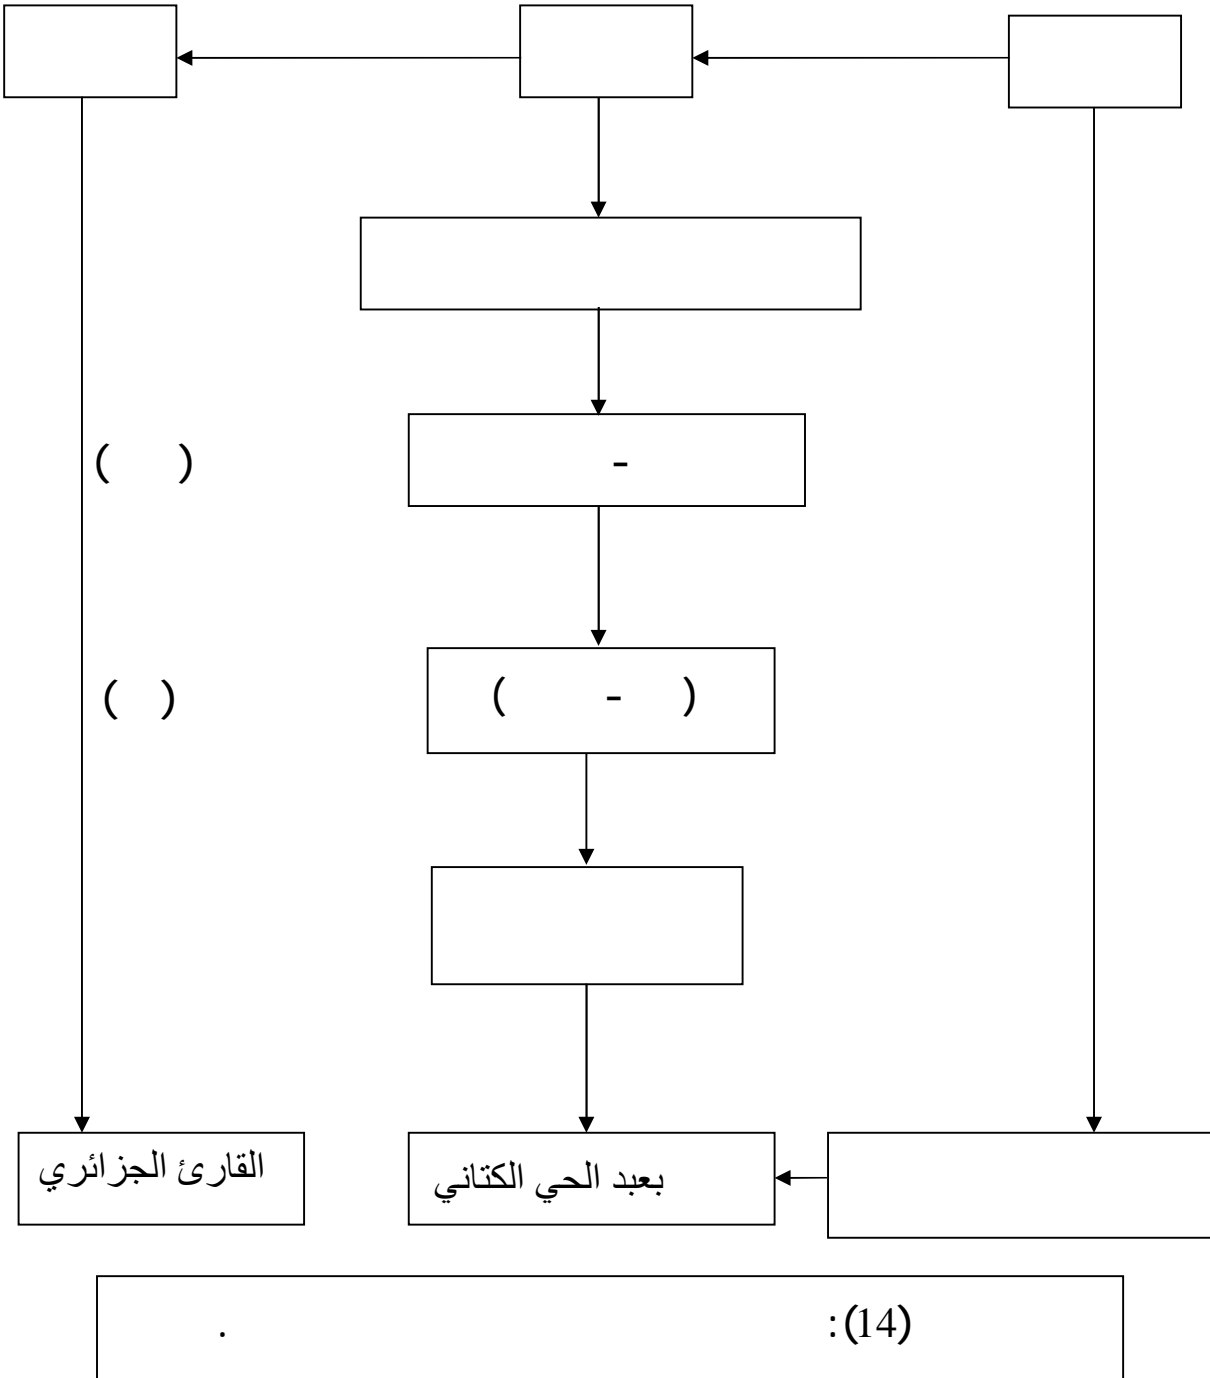 ( )
-
( )
( - )
القارئ الجزائري
بعبد الحي الكتاني
(14): .